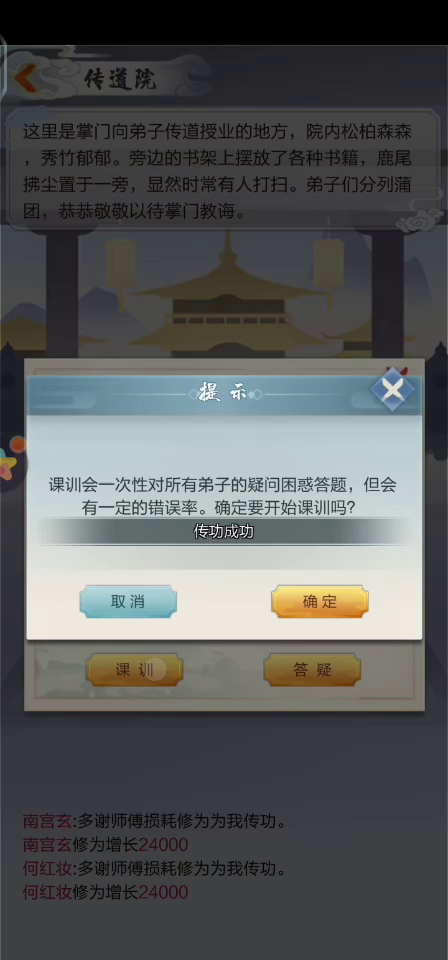 传道院
这里是掌门向弟子传道授业的地方，院内松柏森森
，秀竹郁郁。旁边的书架上摆放了各种书籍，鹿尾
拂尘置于一旁，显然时常有人打扫。弟子们分列蒲
团，恭恭敬敬以待掌门教诲。
提示
课训会一次性对所有弟子的疑问困惑答题，但会
有一定的错误率。确定要开始课训吗?
传功成功
取消
确定
课训
答疑
南宫玄:多谢师傅损耗修为为我传功。
南宫玄修为增长24000
何红妆:多谢师傅损耗修为为我传功。
何红妆修为增长24000